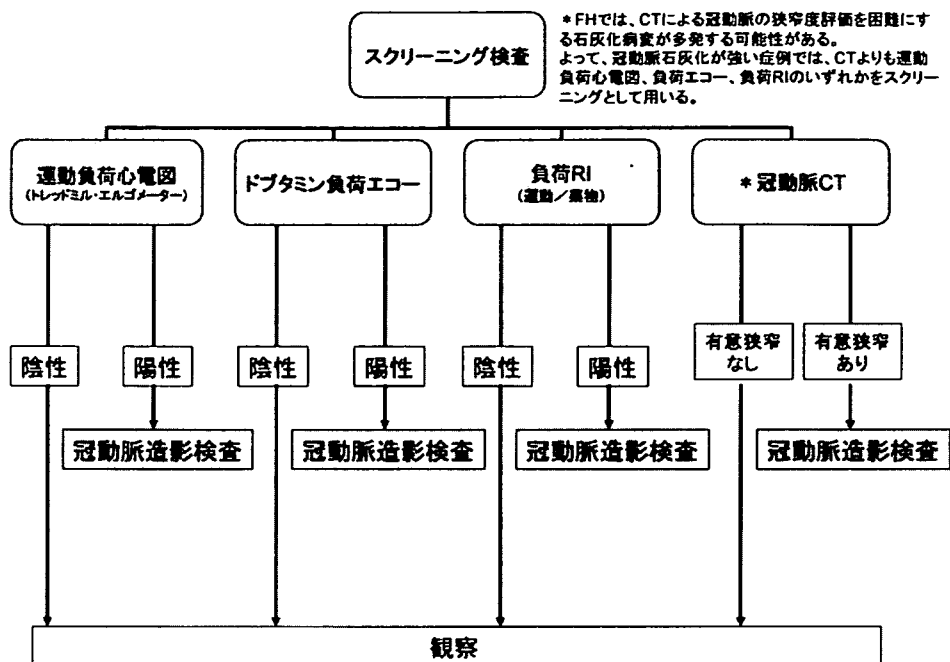 スクリーニング検査
*FHでは、CTによる冠動脈の狭窄度評価を困難にす
る石灰化病変が多発する可能性がある。
よって、冠動脈石灰化が強い症例では、CTよりも運動
負荷心電図、負荷エコー、負荷RIのいずれかをスクリー
ニングとして用いる。
運動負荷心電図
(トレッドミル・エルゴメーター)
ドブタミン負荷エコー
負荷RI
(運動/薬物)
*冠動脈CT
陰性
陽性
陰性
陽性
陰性
陽性
有意狭窄
なし
有意狭窄
あり
冠動脈造影検査
冠動脈造影検査
冠動脈造影検査
冠動脈造影検査
観察